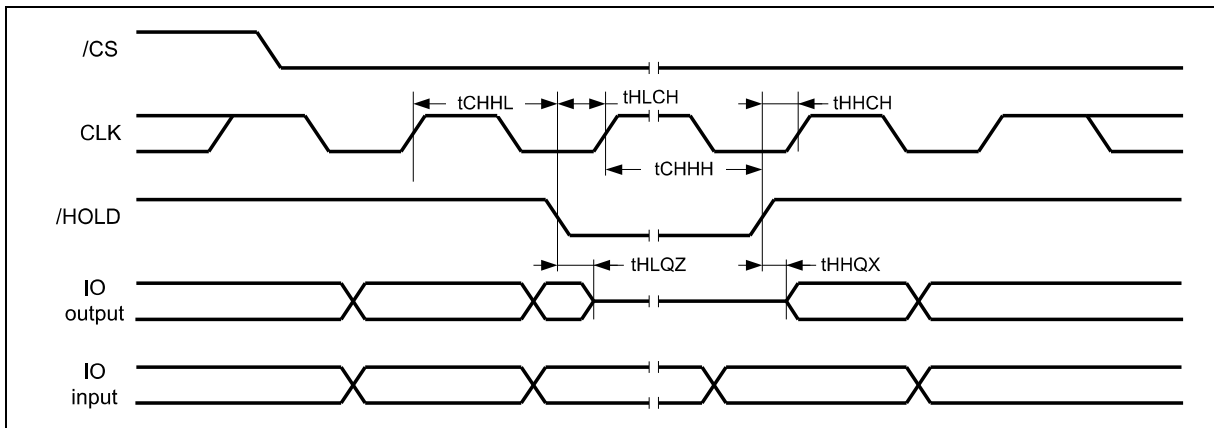 /CS
tCHHL
tHLCH
tHHCH
CLK
tCHHH
/HOLD
tHLQZ
tHHQX
IO
output
IO
input